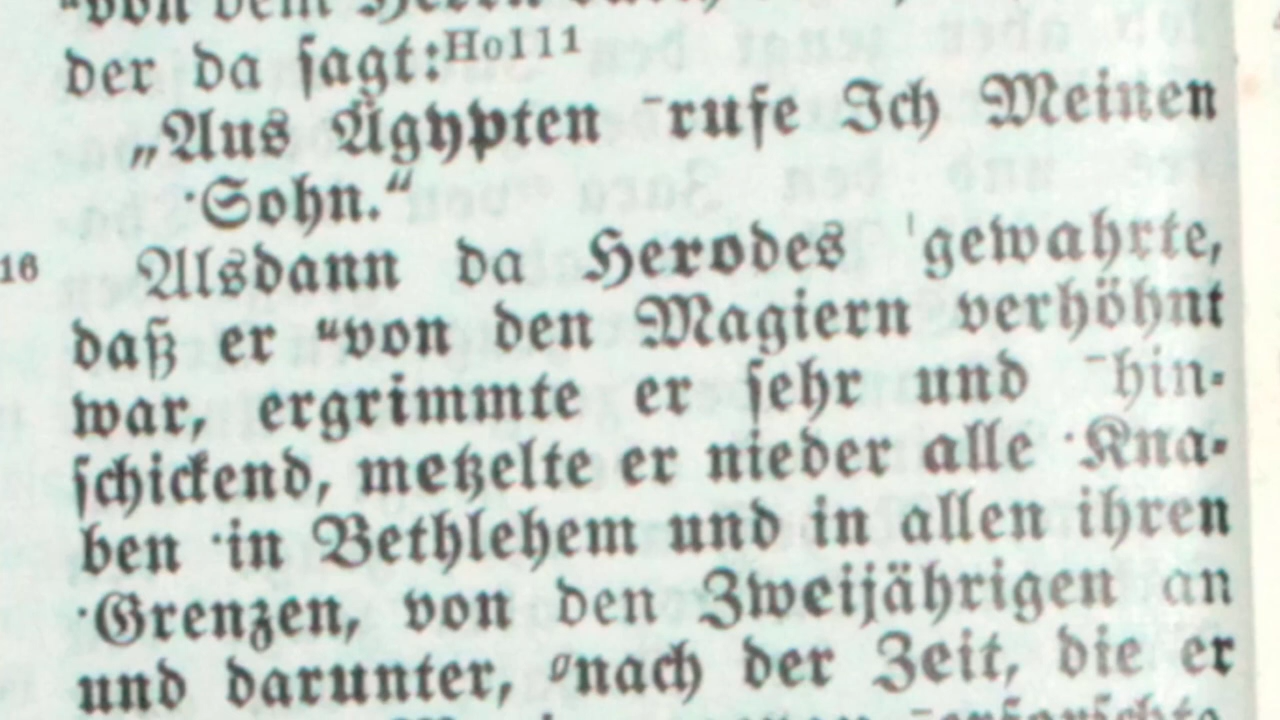 der da sagt:Ho111
„Aus Ägypten ‾rufe Ich Meinen
·Sohn.“
16 Alsdann da Herodes ˈgewahrte,
daß er ᵘvon den Magiern verhöhnt
war, ergrimmte er sehr und ‾hin-
schickend, metzelte er nieder alle ·Kna-
ben ·in Bethlehem und in allen ihren
·Grenzen, von den Zweijährigen an
und darunter, ᵍnach der Zeit, die er